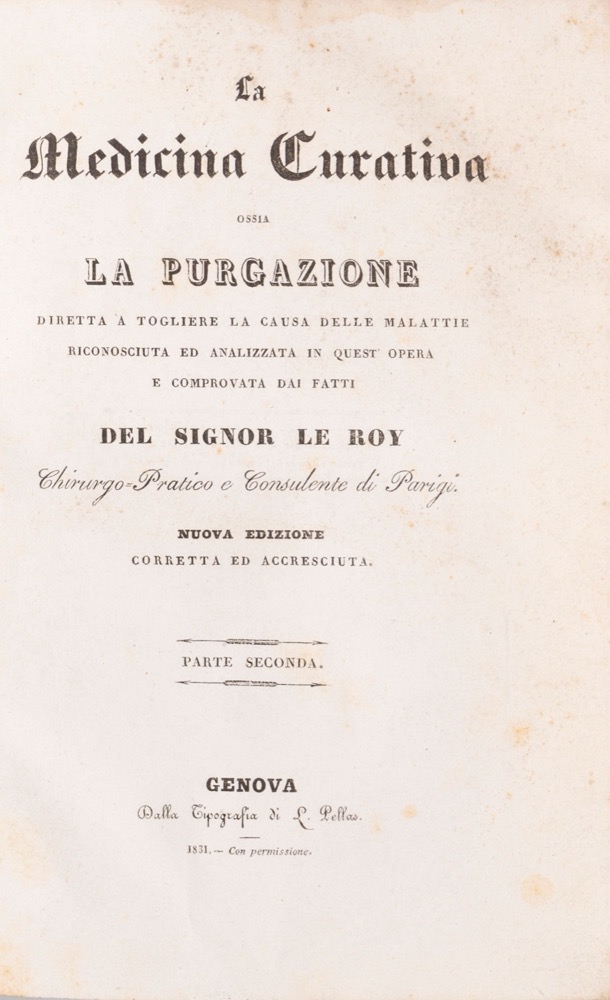 La
Medicina Curativa
OSSIA
LA PURGAZIONE
DIRETTA A TOGLIERE LA CAUSA DELLE MALATTIE
RICONOSCIUTA ED ANALIZZATA IN QUEST' OPERA
E COMPROVATA DAI FATTI
DEL SIGNOR LE ROY
Chirurgo=Pratico e Consulente di Parigi.
NUOVA EDIZIONE
CORRETTA ED ACCRESCIUTA.
PARTE SECONDA.
GENOVA
Dalla Tipografia di L. Pellas.
1831. — Con permissione.